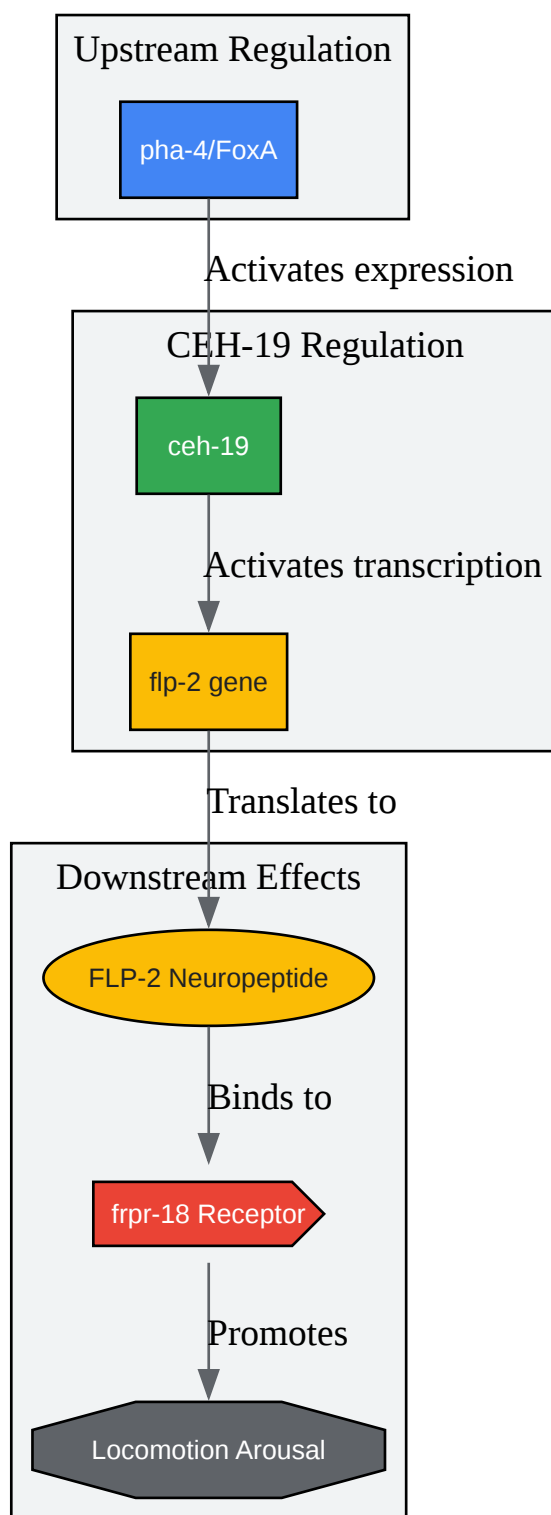 Upstream Regulation
pha-4/FoxA
Activates expression
CEH-19 Regulation
ceh-19
Activates transcription
flp-2 gene
Translates to
Downstream Effects
FLP-2 Neuropeptide
Binds to
frpr-18 Receptor
Promotes
Locomotion Arousal